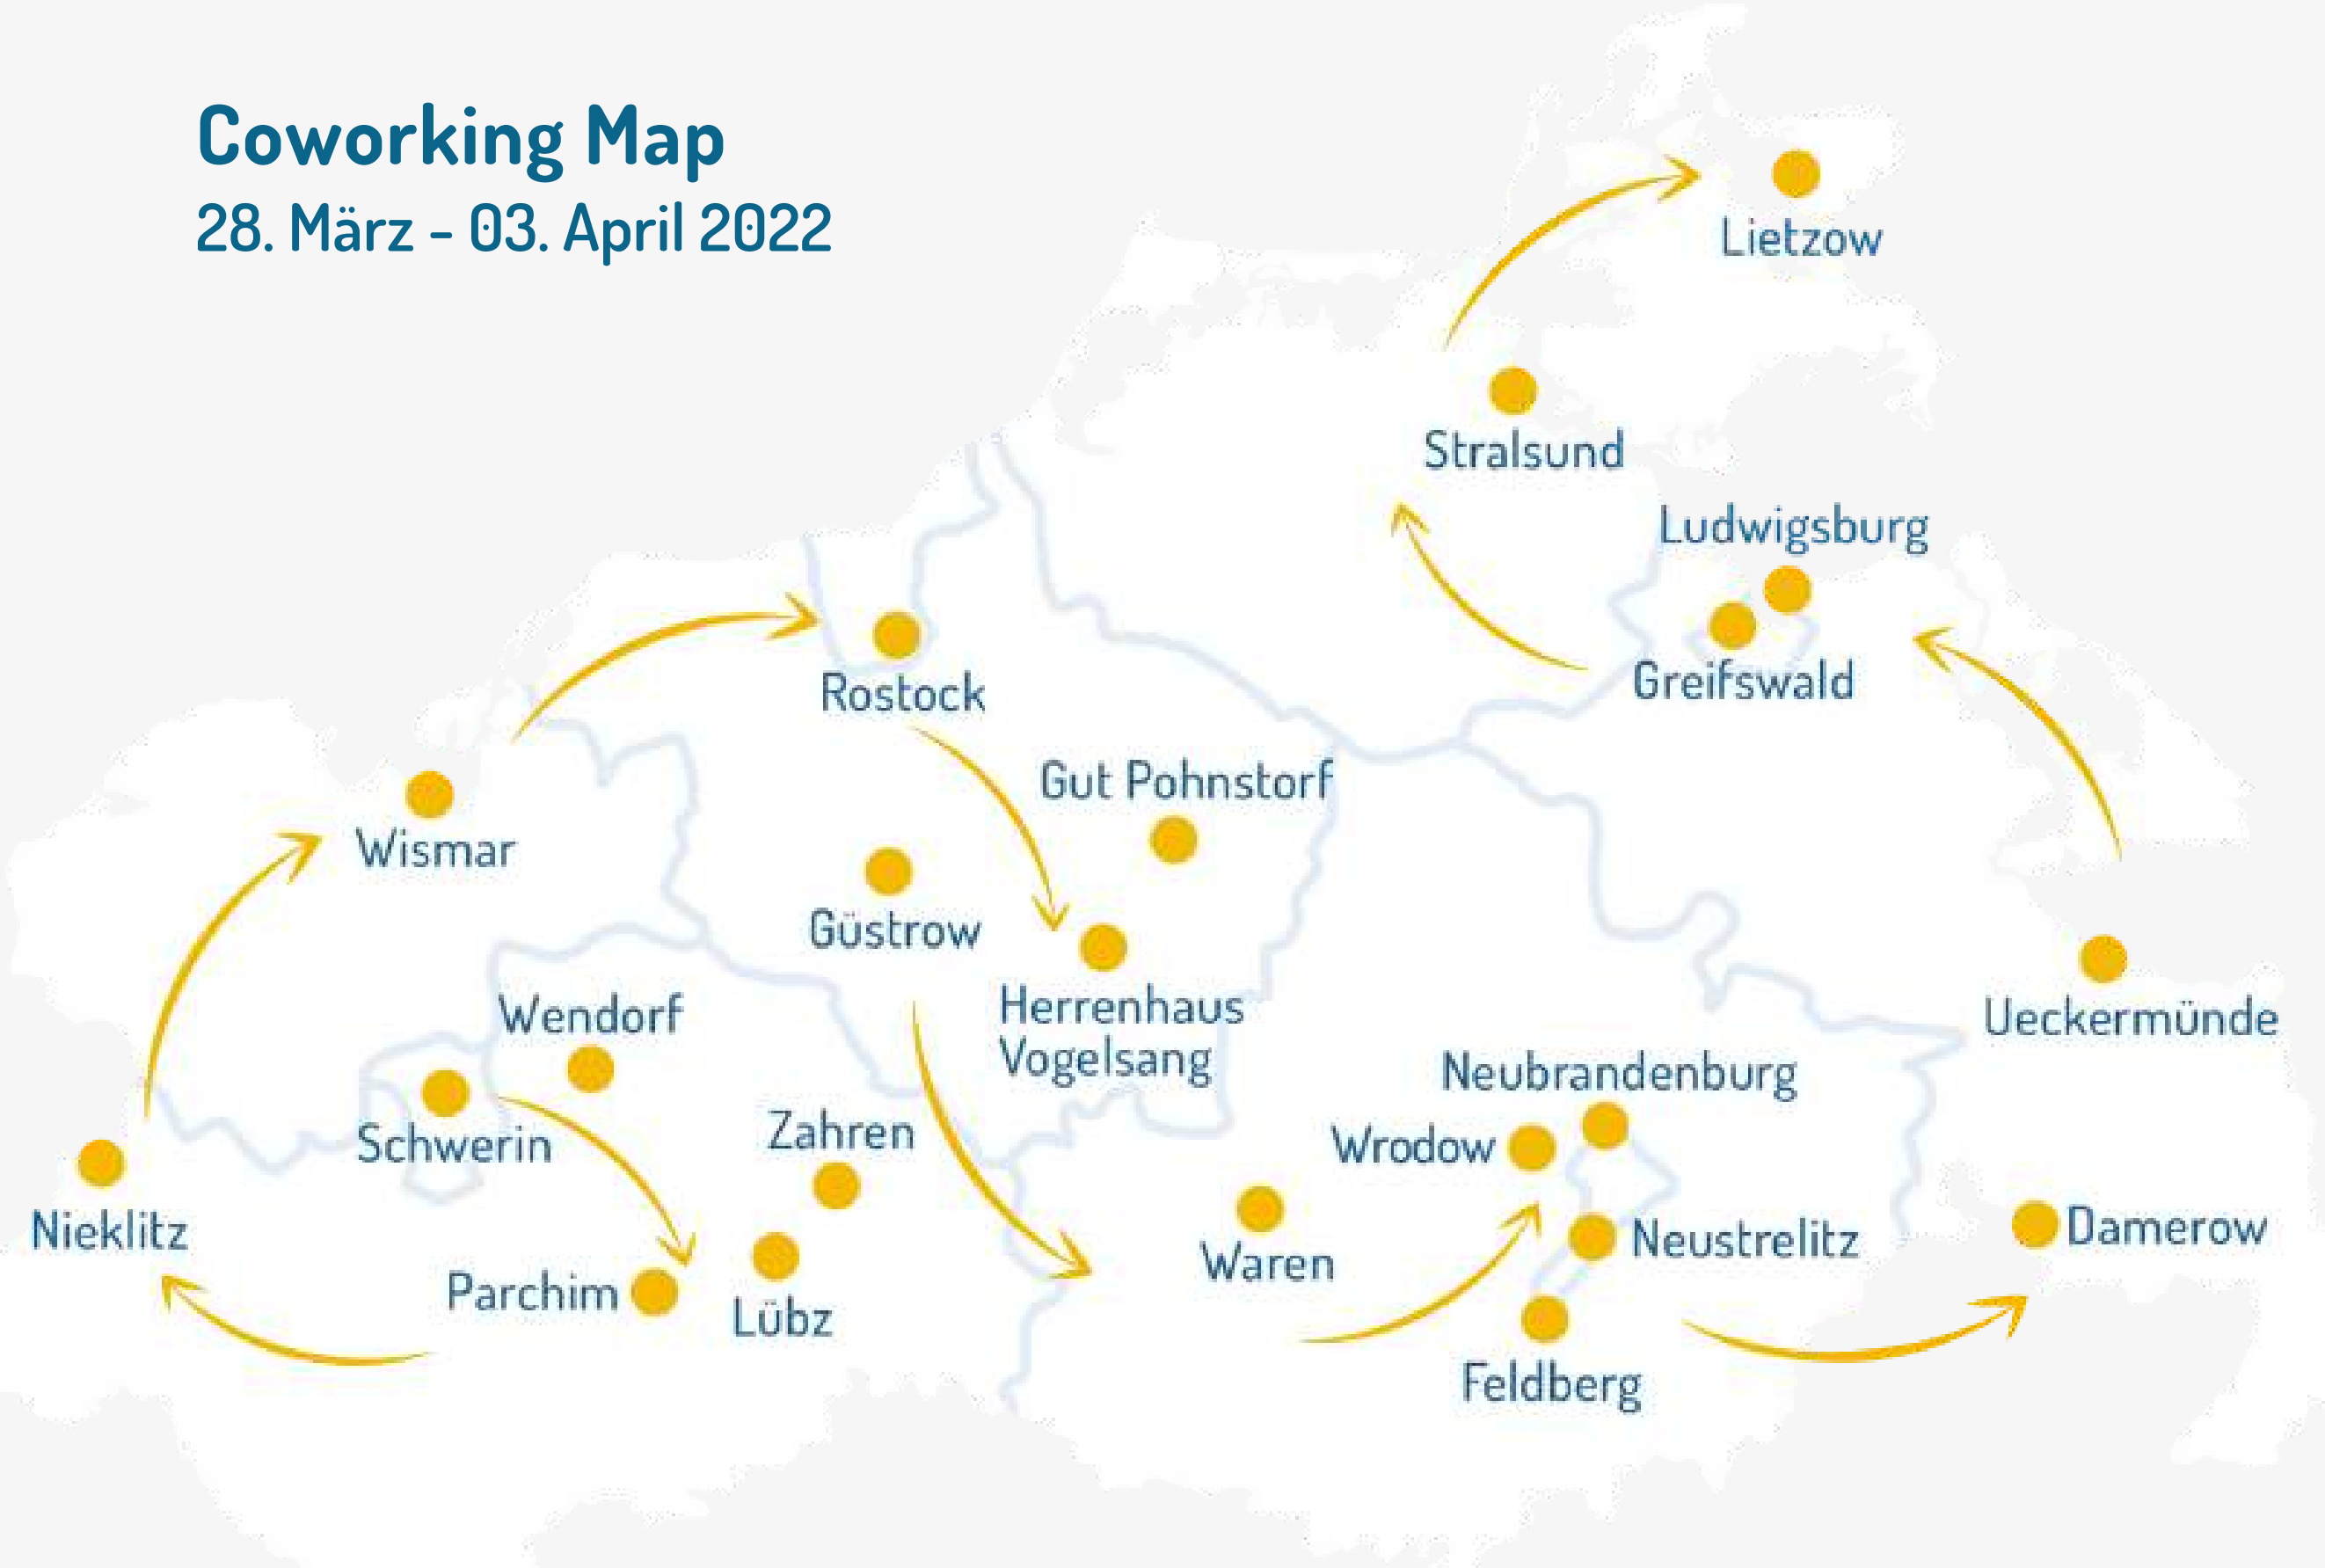 Coworking Map
28. März - 03. April 2022
Lietzow
Stralsund
Ludwigsburg
Greifswald
Rostock
Gut Pohnstorf
Wismar
Güstrow
Herrenhaus
Vogelsang
Ueckermünde
Wendorf
Schwerin
Zahren
Neubrandenburg
Wrodow
Nieklitz
Parchim
Lübz
Waren
Neustrelitz
Damerow
Feldberg